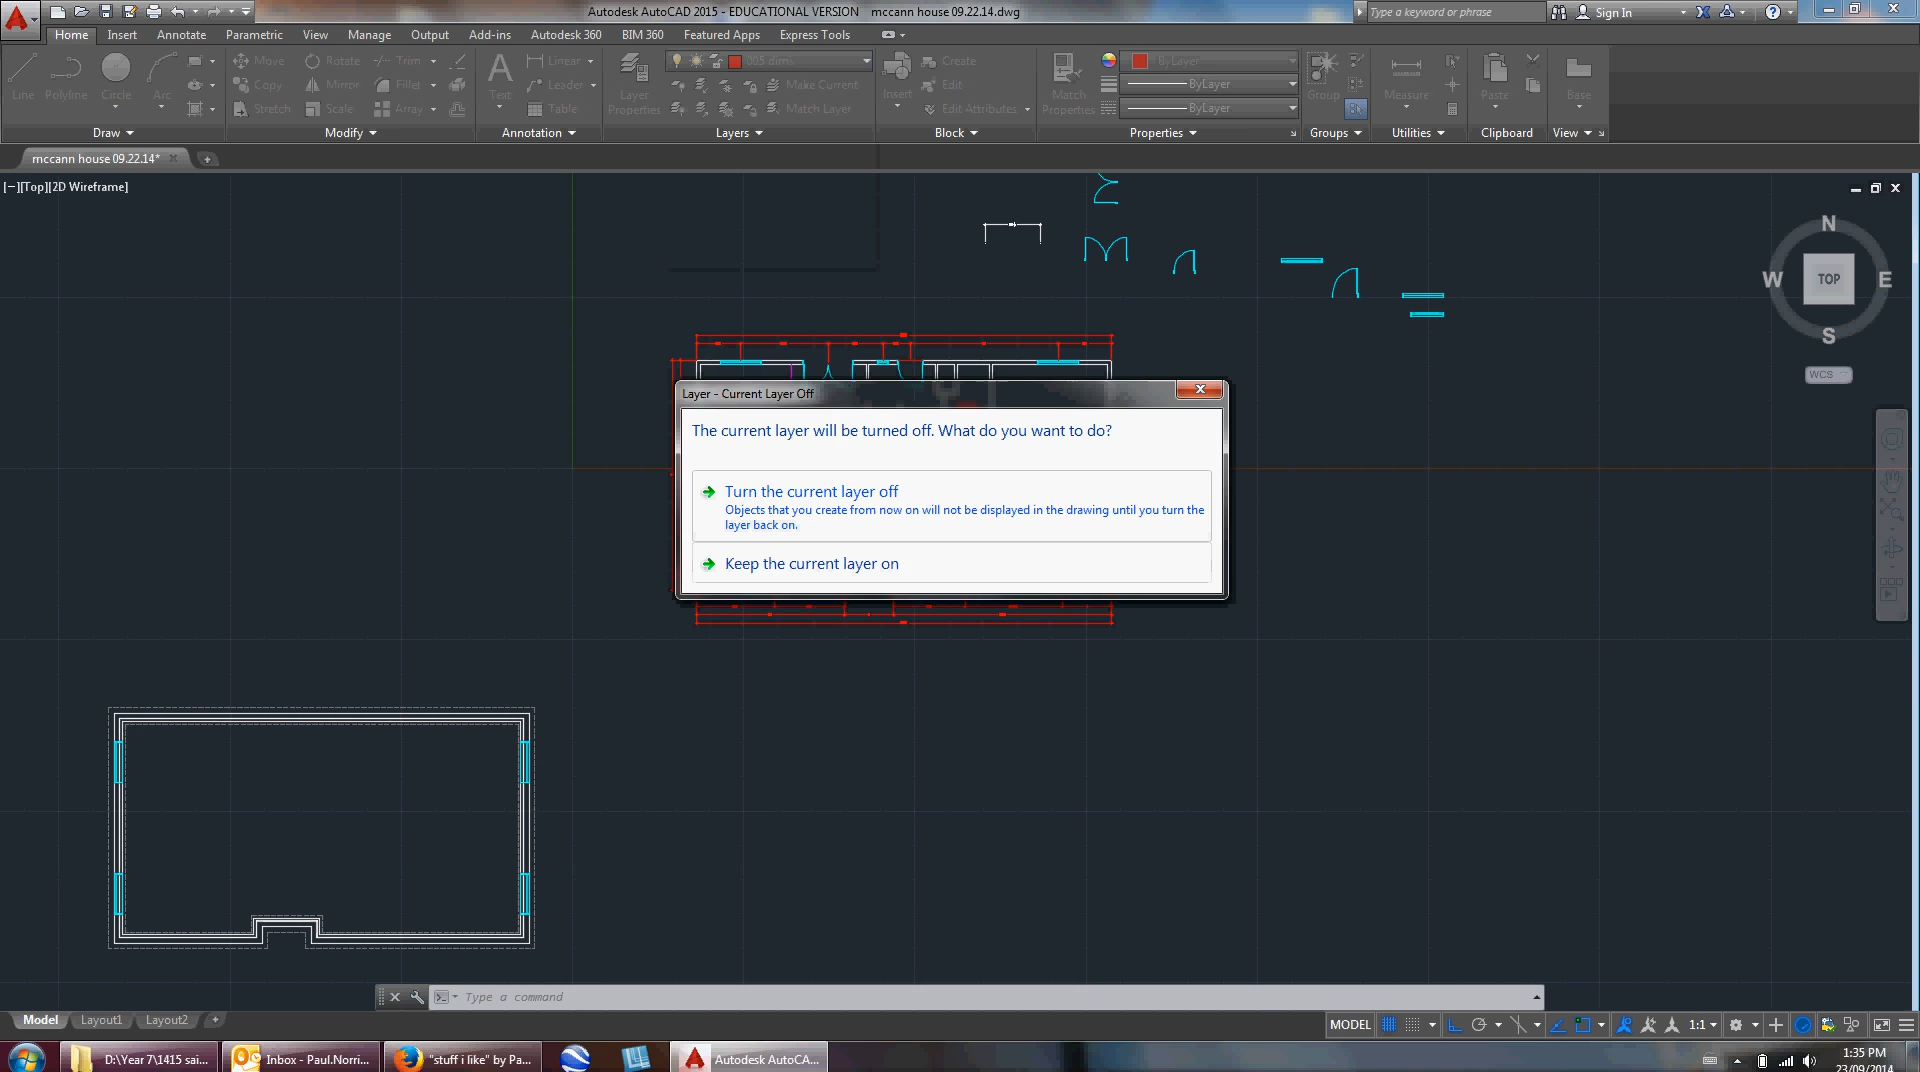 Autodesk AutoCAD 2015 - EDUCATIONAL VERSION mccann house 09.22.14.dwg
Type a keyword or phrase
Sign In
Home Insert Annotate Parametric View Manage Output Add-ins Autodesk 360 BIM 360 Featured Apps Express Tools
Line Polyline Circle Arc
Move Rotate Trim
Copy Mirror Fillet
Stretch Scale Array
Text
Linear
Leader
Table
Layer Properties
005 dims
Make Current
Match Layer
Insert
Create
Edit
Edit Attributes
Match Properties
ByLayer
ByLayer
ByLayer
Group
Measure
Paste
Base
Draw Modify Annotation Layers Block Properties Groups Utilities Clipboard View
mccann house 09.22.14*
[−][Top][2D Wireframe]
N
W TOP E
S
WCS
Layer - Current Layer Off
The current layer will be turned off. What do you want to do?
Turn the current layer off
Objects that you create from now on will not be displayed in the drawing until you turn the
layer back on.
Keep the current layer on
Type a command
Model Layout1 Layout2
MODEL 1:1
D:\Year 7\1415 sai...
Inbox - Paul.Norri...
"stuff i like" by Pa...
Autodesk AutoCA...
1:35 PM
23/09/2014